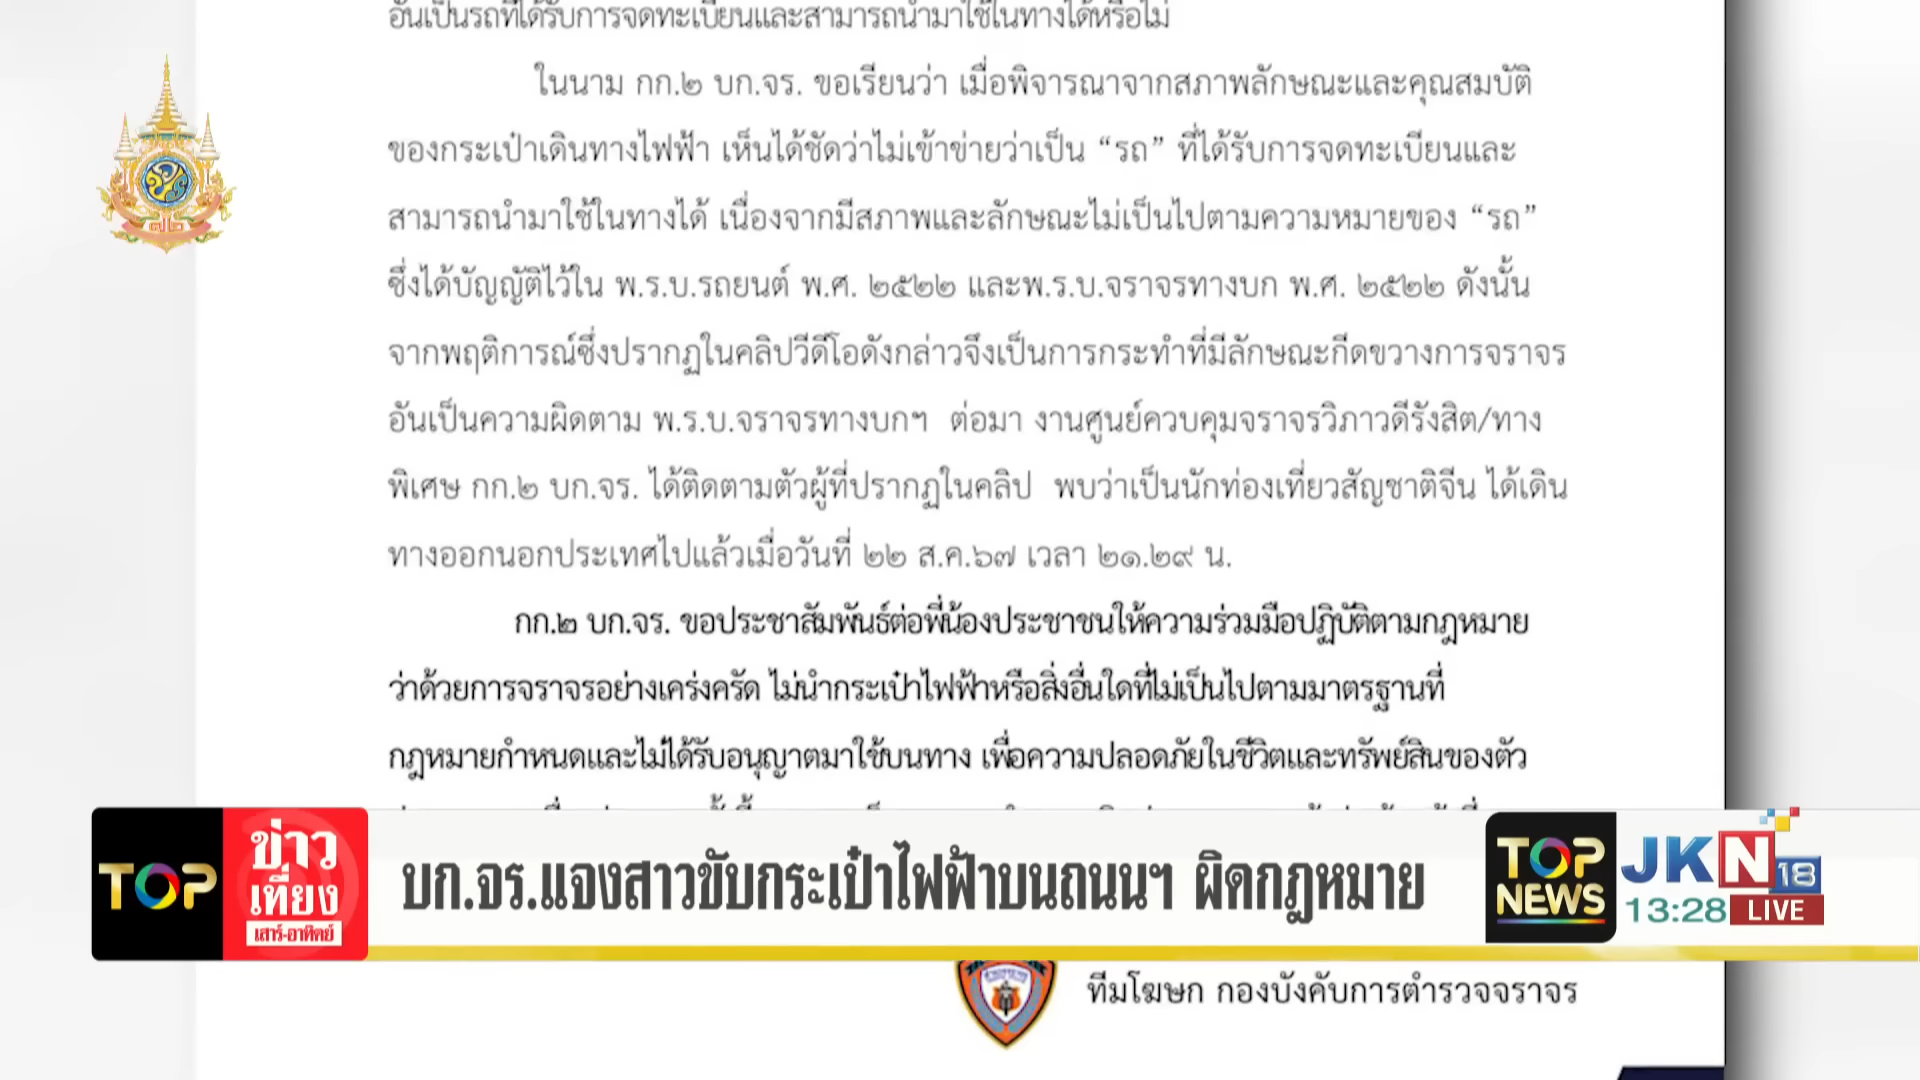 อันเป็นรถที่ได้รับการจดทะเบียนและสามารถนำมาใช้ในทางได้หรือไม่
ในนาม กก.๒ บก.จร. ขอเรียนว่า เมื่อพิจารณาจากสภาพลักษณะและคุณสมบัติ
ของกระเป๋าเดินทางไฟฟ้า เห็นได้ชัดว่าไม่เข้าข่ายว่าเป็น “รถ” ที่ได้รับการจดทะเบียนและ
สามารถนำมาใช้ในทางได้ เนื่องจากมีสภาพและลักษณะไม่เป็นไปตามความหมายของ “รถ”
ซึ่งได้บัญญัติไว้ใน พ.ร.บ.รถยนต์ พ.ศ. ๒๕๒๒ และพ.ร.บ.จราจรทางบก พ.ศ. ๒๕๒๒ ดังนั้น
จากพฤติการณ์ซึ่งปรากฏในคลิปวีดีโอดังกล่าวจึงเป็นการกระทำที่มีลักษณะกีดขวางการจราจร
อันเป็นความผิดตาม พ.ร.บ.จราจรทางบกฯ ต่อมา งานศูนย์ควบคุมจราจรวิภาวดีรังสิต/ทาง
พิเศษ กก.๒ บก.จร. ได้ติดตามตัวผู้ที่ปรากฏในคลิป พบว่าเป็นนักท่องเที่ยวสัญชาติจีน ได้เดิน
ทางออกนอกประเทศไปแล้วเมื่อวันที่ ๒๒ ส.ค.๖๗ เวลา ๒๑.๒๙ น.
กก.๒ บก.จร. ขอประชาสัมพันธ์ต่อพี่น้องประชาชนให้ความร่วมมือปฏิบัติตามกฎหมาย
ว่าด้วยการจราจรอย่างเคร่งครัด ไม่นำกระเป๋าไฟฟ้าหรือสิ่งอื่นใดที่ไม่เป็นไปตามมาตรฐานที่
กฎหมายกำหนดและไม่ได้รับอนุญาตมาใช้บนทาง เพื่อความปลอดภัยในชีวิตและทรัพย์สินของตัว
TOP
ข่าว
เที่ยง
เสาร์-อาทิตย์
บก.จร.แจงสาวขับกระเป๋าไฟฟ้าบนถนนฯ ผิดกฎหมาย
TOP
NEWS
JKN 18
13:28 LIVE
ทีมโฆษก กองบังคับการตำรวจจราจร